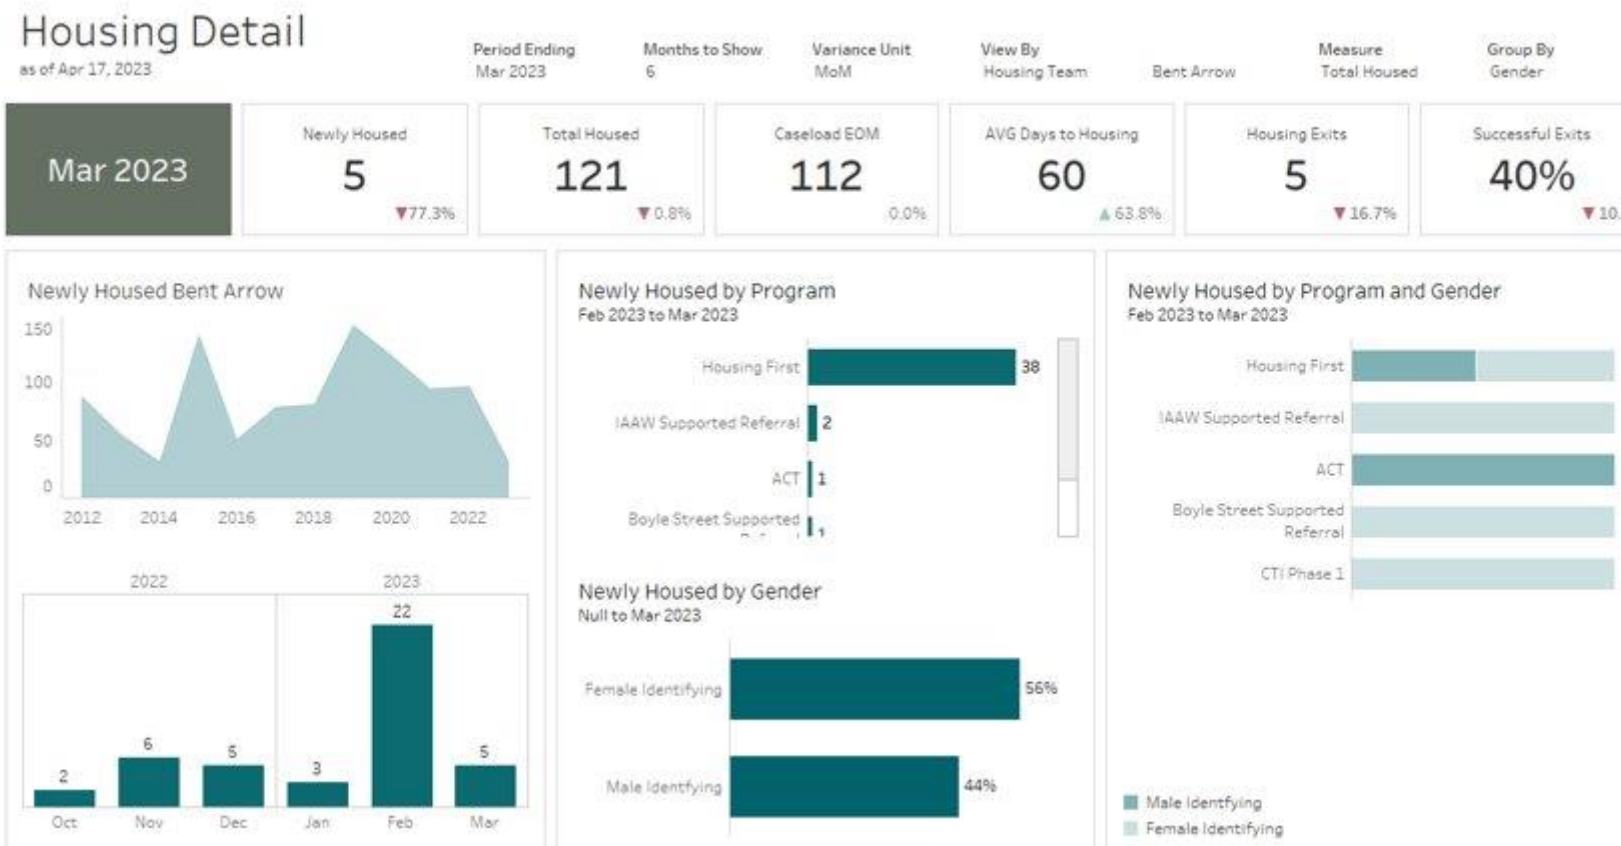 Housing Detail
as of Apr 17, 2023
Period Ending
Mar 2023
Months to Show
6
Variance Unit
MoM
View By
Housing Team
Bent Arrow
Measure
Total Housed
Group By
Gender
Mar 2023
Newly Housed
5
▼77.3%
Total Housed
121
▼0.8%
Caseload EOM
112
0.0%
AVG Days to Housing
60
▲63.8%
Housing Exits
5
▼16.7%
Successful Exits
40%
▼10.
Newly Housed Bent Arrow
150
100
50
0
2012 2014 2016 2018 2020 2022
2022 2023
2 6 5 3 22 5
Oct Nov Dec Jan Feb Mar
Newly Housed by Program
Feb 2023 to Mar 2023
Housing First 38
IAAW Supported Referral 2
ACT 1
Boyle Street Supported 1
Newly Housed by Gender
Null to Mar 2023
Female Identifying 56%
Male Identfying 44%
Newly Housed by Program and Gender
Feb 2023 to Mar 2023
Housing First
IAAW Supported Referral
ACT
Boyle Street Supported
Referral
CTI Phase 1
Male Identfying
Female Identifying